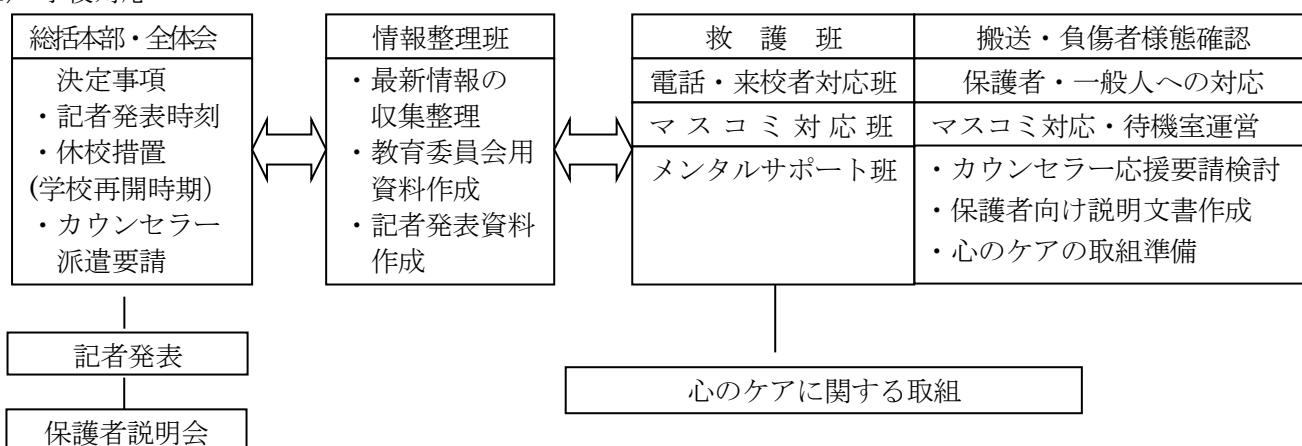 総括本部・全体会
決定事項
・記者発表時刻
・休校措置
(学校再開時期)
・カウンセラー
派遣要請
情報整理班
・最新情報の
収集整理
・教育委員会用
資料作成
・記者発表資料
作成
救護班 搬送・負傷者様態確認
電話・来校者対応班 保護者・一般人への対応
マスコミ対応班 マスコミ対応・待機室運営
メンタルサポート班 ・カウンセラー応援要請検討
・保護者向け説明文書作成
・心のケアの取組準備
記者発表
心のケアに関する取組
保護者説明会